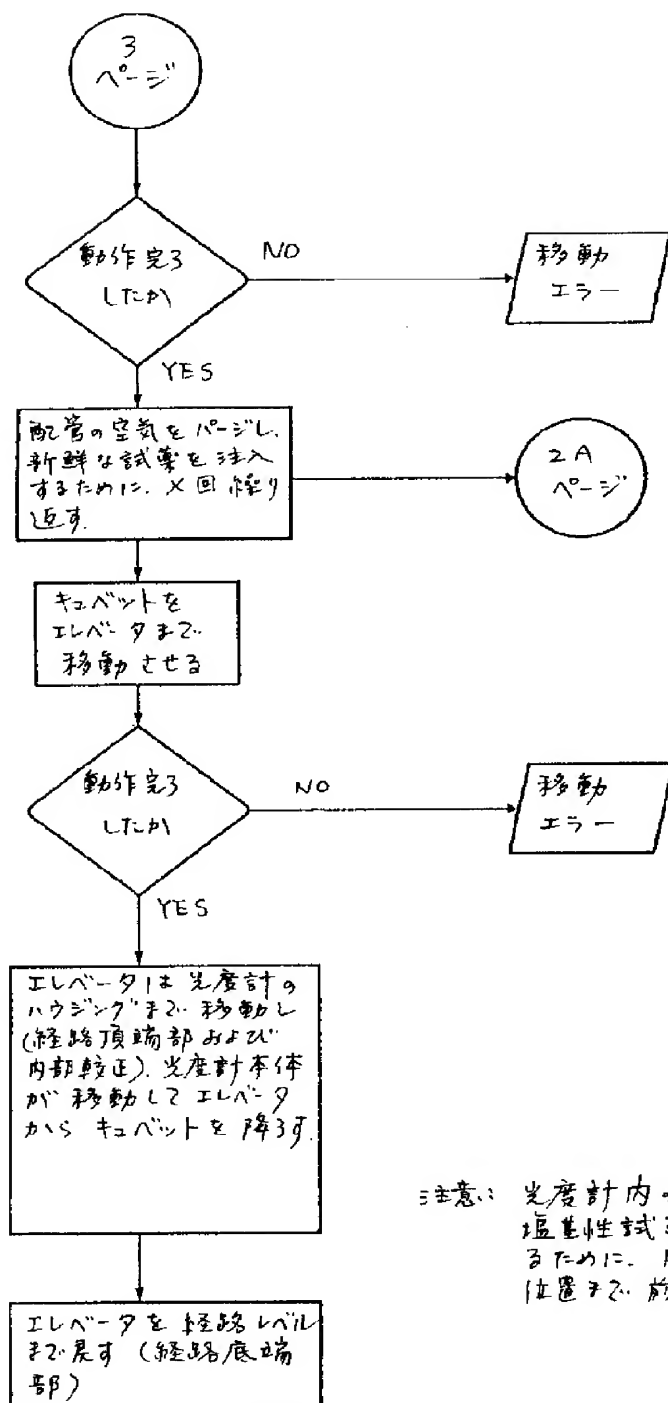 3
ページ
動作完了
したか
NO
移動
エラー
YES
配管の空気をパージし、
新鮮な試薬を注入
するために、X回繰り
返す.
2A
ページ
キュベットを
エレベータまで
移動させる
動作完了
したか
NO
移動
エラー
YES
エレベータは光度計の
ハウジングまで移動し
(経路頂端部および
内部較正)、光度計本体
が移動してエレベータ
からキュベットを降ろす.
注意: 光度計内
塩基性試
るために、
位置まで 前
エレベータを経路レベル
まで戻す (経路底端
部)